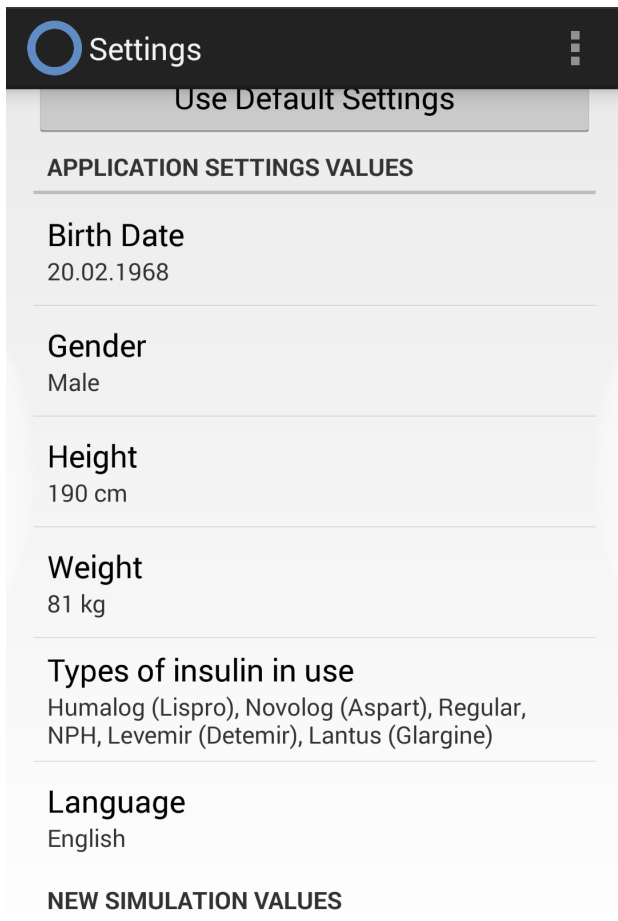 Settings
Use Default Settings
APPLICATION SETTINGS VALUES
Birth Date
20.02.1968
Gender
Male
Height
190 cm
Weight
81 kg
Types of insulin in use
Humalog (Lispro), Novolog (Aspart), Regular,
NPH, Levemir (Detemir), Lantus (Glargine)
Language
English
NEW SIMULATION VALUES